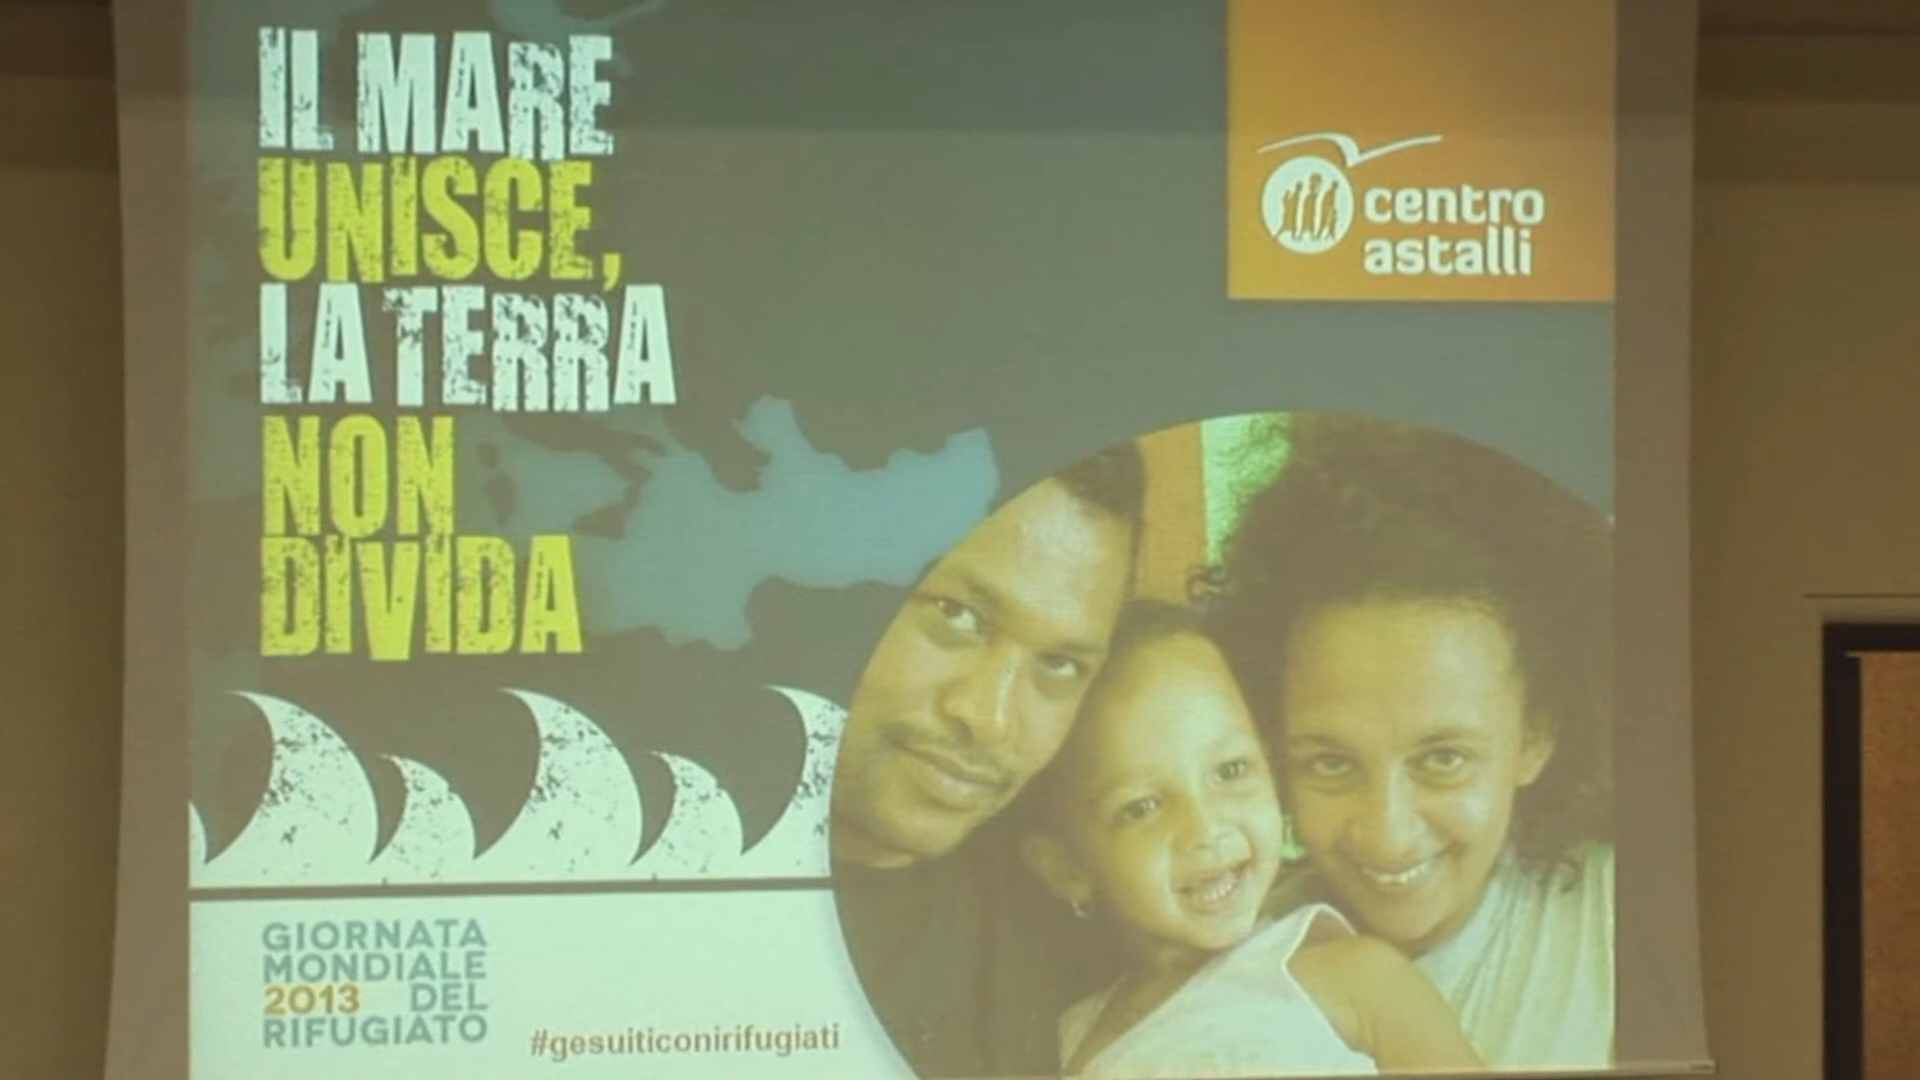 IL MARE
UNISCE,
LA TERRA
NON
DIVIDA
centro
astalli
GIORNATA
MONDIALE
2013 DEL
RIFUGIATO
#gesuiticonirifugiati